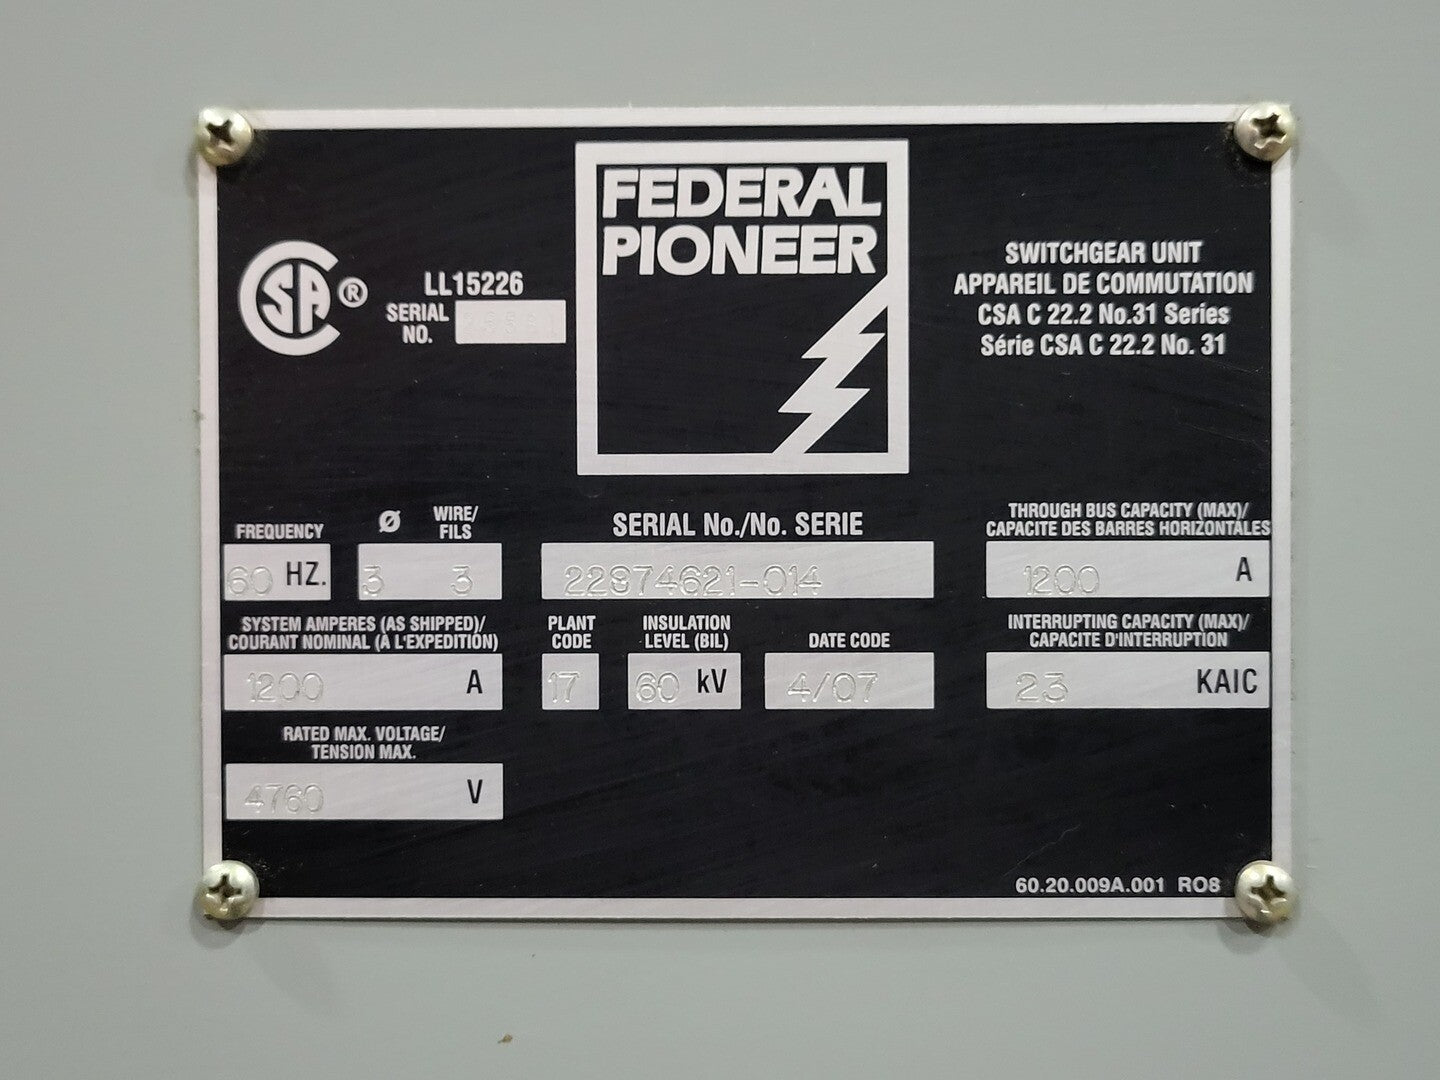 FEDERAL
PIONEER
CSA ®
LL15226
SERIAL
NO.
SWITCHGEAR UNIT
APPAREIL DE COMMUTATION
CSA C 22.2 No.31 Series
Série CSA C 22.2 No. 31
FREQUENCY
60 HZ.
Ø
3
WIRE/
FILS
3
SERIAL No./No. SERIE
22874621-014
THROUGH BUS CAPACITY (MAX)/
CAPACITE DES BARRES HORIZONTALES
1200 A
SYSTEM AMPERES (AS SHIPPED)/
COURANT NOMINAL (À L'EXPEDITION)
1200 A
PLANT
CODE
17
INSULATION
LEVEL (BIL)
60 kV
DATE CODE
4/07
INTERRUPTING CAPACITY (MAX)/
CAPACITE D'INTERRUPTION
23 KAIC
RATED MAX. VOLTAGE/
TENSION MAX.
4760 V
60.20.009A.001 RO8